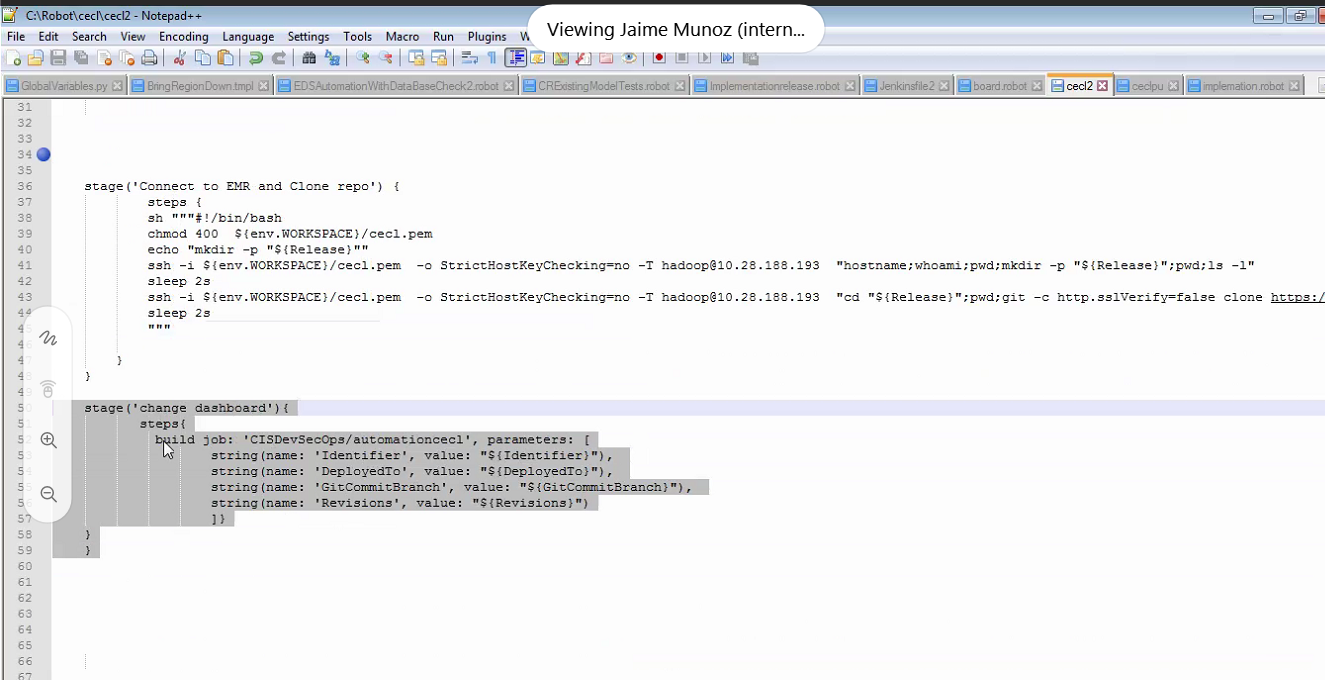 C:\Robot\cecl\cecl2 - Notepad++
Viewing Jaime Munoz (intern...
File Edit Search View Encoding Language Settings Tools Macro Run Plugins
GlobalVariables.py BringRegionDown.tmpl EDSAutomationWithDataBaseCheck2.robot CRExistingModelTests.robot Implementationrelease.robot Jenkinsfile2 board.robot cecl2 ceclpu implemation.robot
31
32
33
34
35
36 stage('Connect to EMR and Clone repo') {
37 steps {
38 sh """#!/bin/bash
39 chmod 400  ${env.WORKSPACE}/cecl.pem
40 echo "mkdir -p "${Release}""
41 ssh -i ${env.WORKSPACE}/cecl.pem  -o StrictHostKeyChecking=no -T hadoop@10.28.188.193  "hostname;whoami;pwd;mkdir -p "${Release}";pwd;ls -l"
42 sleep 2s
43 ssh -i ${env.WORKSPACE}/cecl.pem  -o StrictHostKeyChecking=no -T hadoop@10.28.188.193  "cd "${Release}";pwd;git -c http.sslVerify=false clone https:/
44 sleep 2s
45 """
46
47 }
48 }
49
50 stage('change dashboard'){
51 steps{
52 build job: 'CISDevSecOps/automationcecl', parameters: [
53 string(name: 'Identifier', value: "${Identifier}"),
54 string(name: 'DeployedTo', value: "${DeployedTo}"),
55 string(name: 'GitCommitBranch', value: "${GitCommitBranch}"),
56 string(name: 'Revisions', value: "${Revisions}")
57 ]}
58 }
59 }
60
61
62
63
64
65
66
67